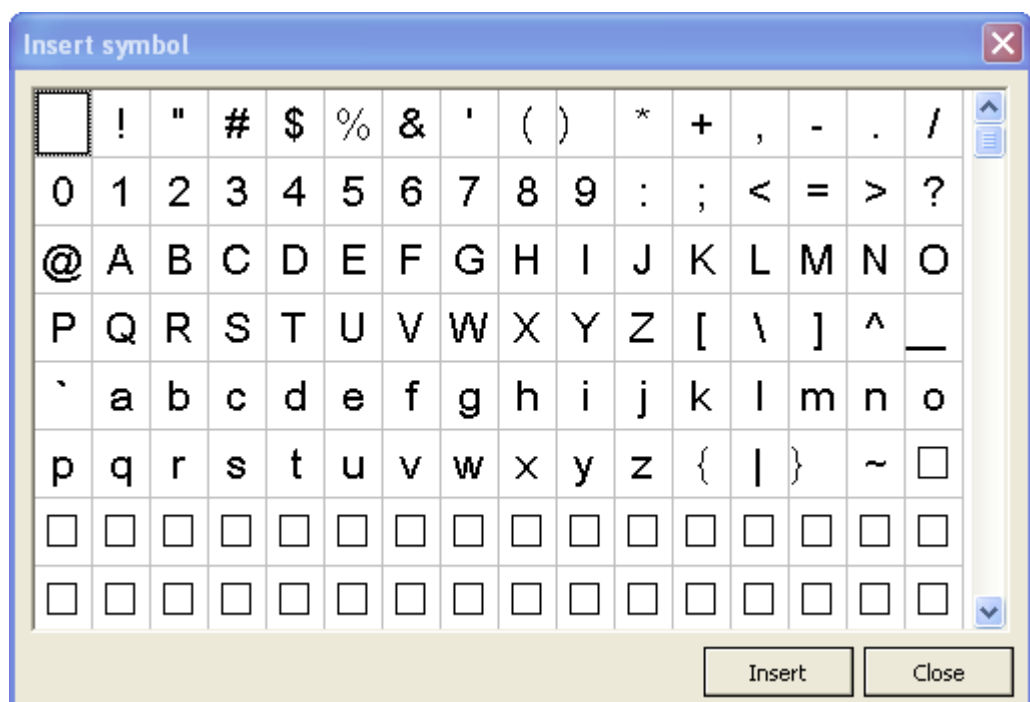 Insert symbol
! " # $ % & ' ( ) * + , - . /
0 1 2 3 4 5 6 7 8 9 : ; < = > ?
@ A B C D E F G H I J K L M N O
P Q R S T U V W X Y Z [ \ ] ^ _
` a b c d e f g h i j k l m n o
p q r s t u v w x y z { | } ~ □
□ □ □ □ □ □ □ □ □ □ □ □ □ □ □ □
□ □ □ □ □ □ □ □ □ □ □ □ □ □ □ □
Insert Close